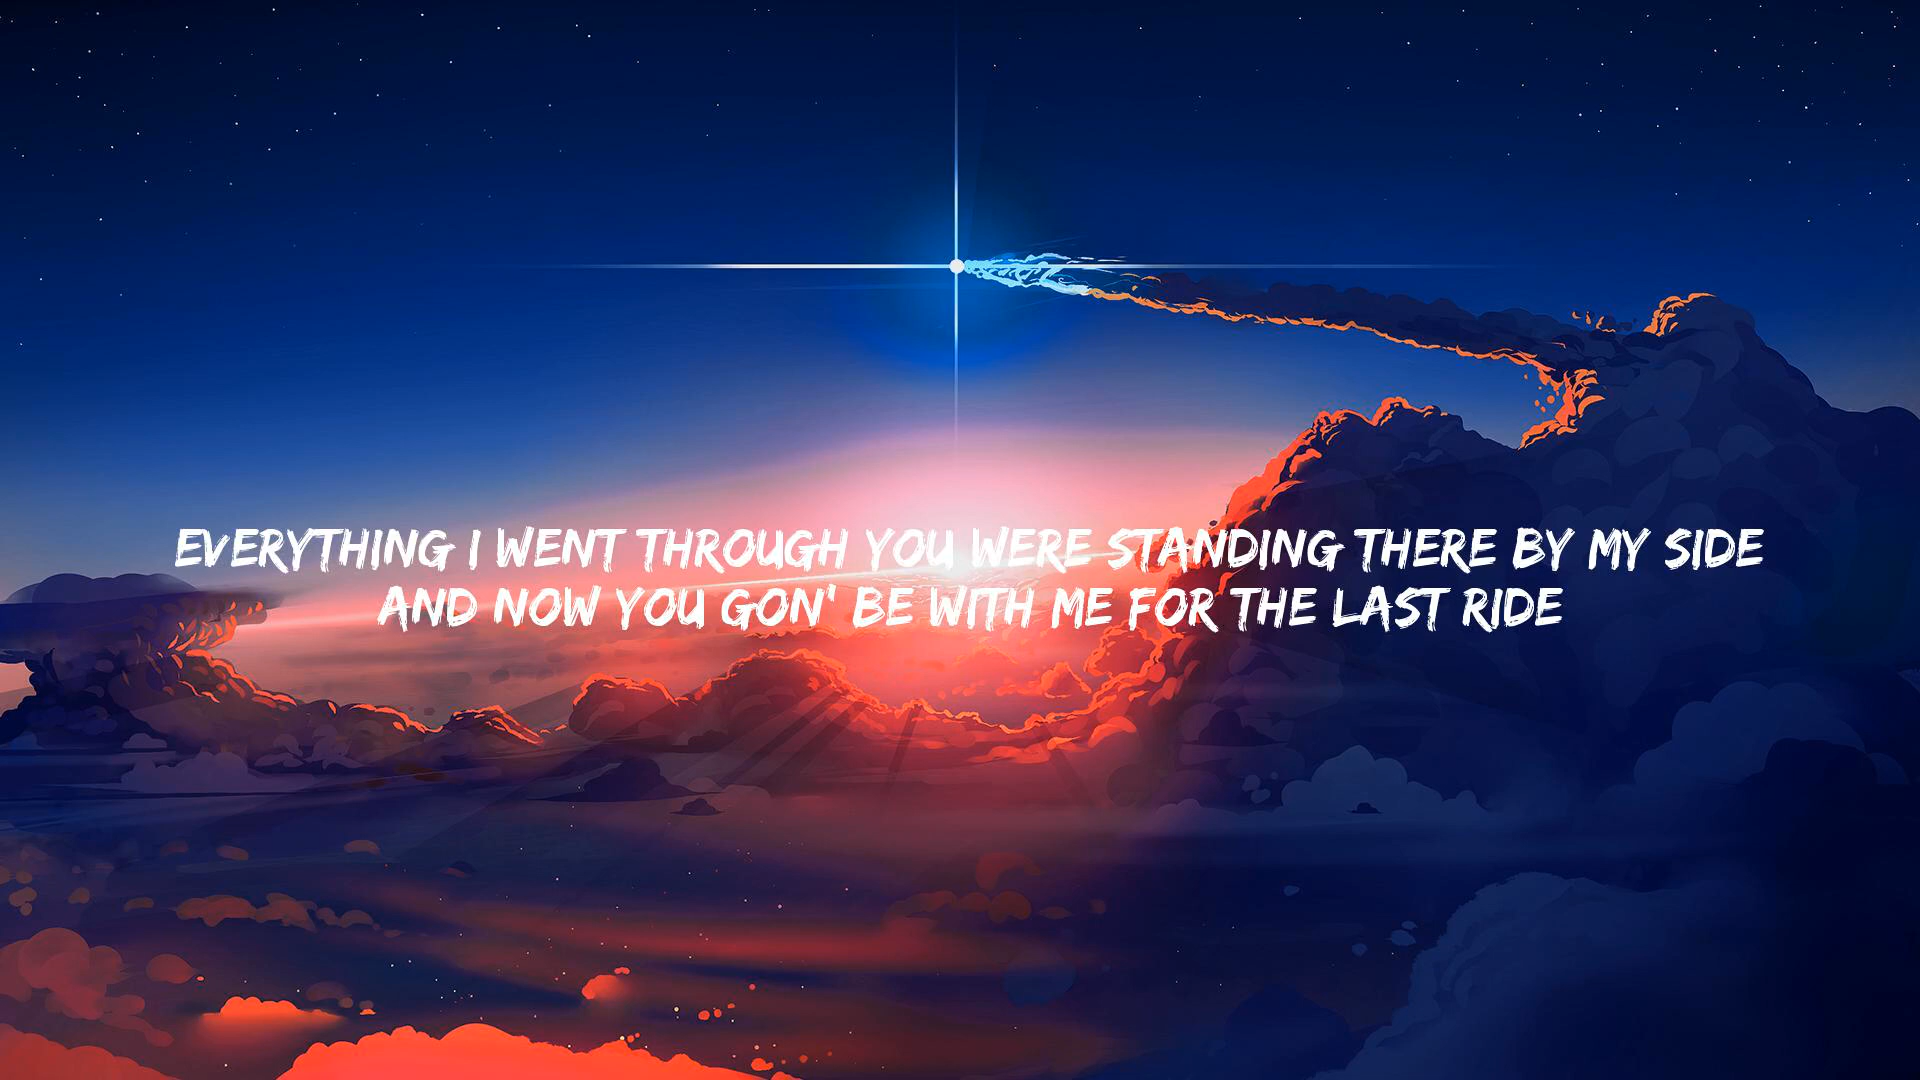 EVERYTHING I WENT THROUGH YOU WERE STANDING THERE BY MY SIDE
AND NOW YOU GON' BE WITH ME FOR THE LAST RIDE